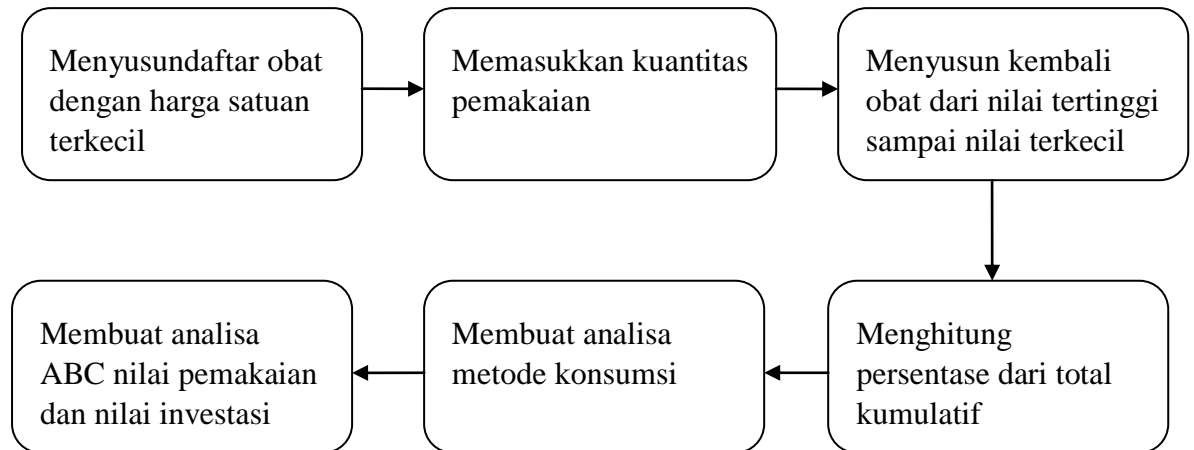 Menyusundaftar obat
dengan harga satuan
terkecil
Memasukkan kuantitas
pemakaian
Menyusun kembali
obat dari nilai tertinggi
sampai nilai terkecil
Menghitung
persentase dari total
kumulatif
Membuat analisa
metode konsumsi
Membuat analisa
ABC nilai pemakaian
dan nilai investasi